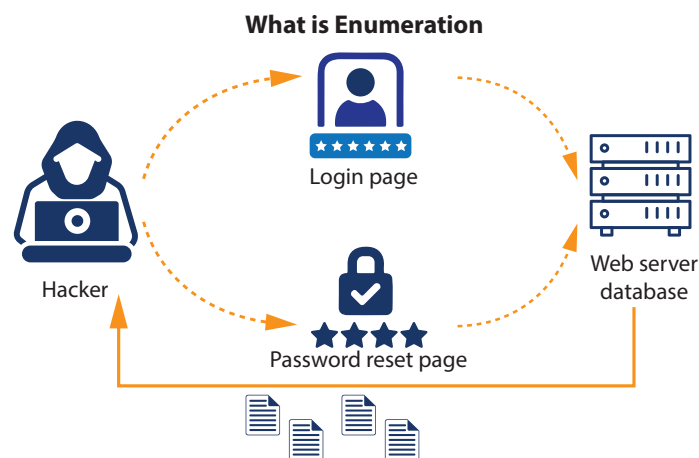 What is Enumeration
Login page
Hacker
Web server
database
Password reset page